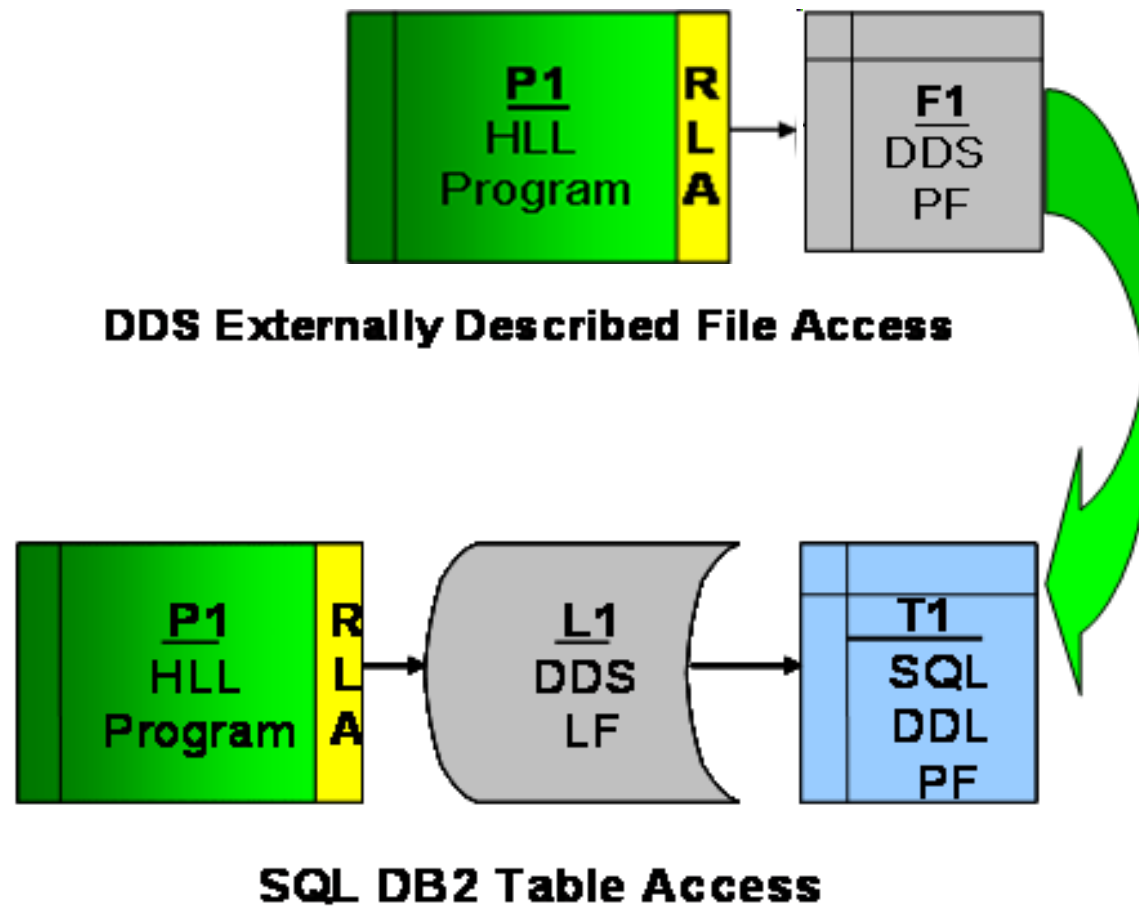 P1
HLL
Program
R
L
A
F1
DDS
PF
DDS Externally Described File Access
P1
HLL
Program
R
L
A
L1
DDS
LF
T1
SQL
DDL
PF
SQL DB2 Table Access